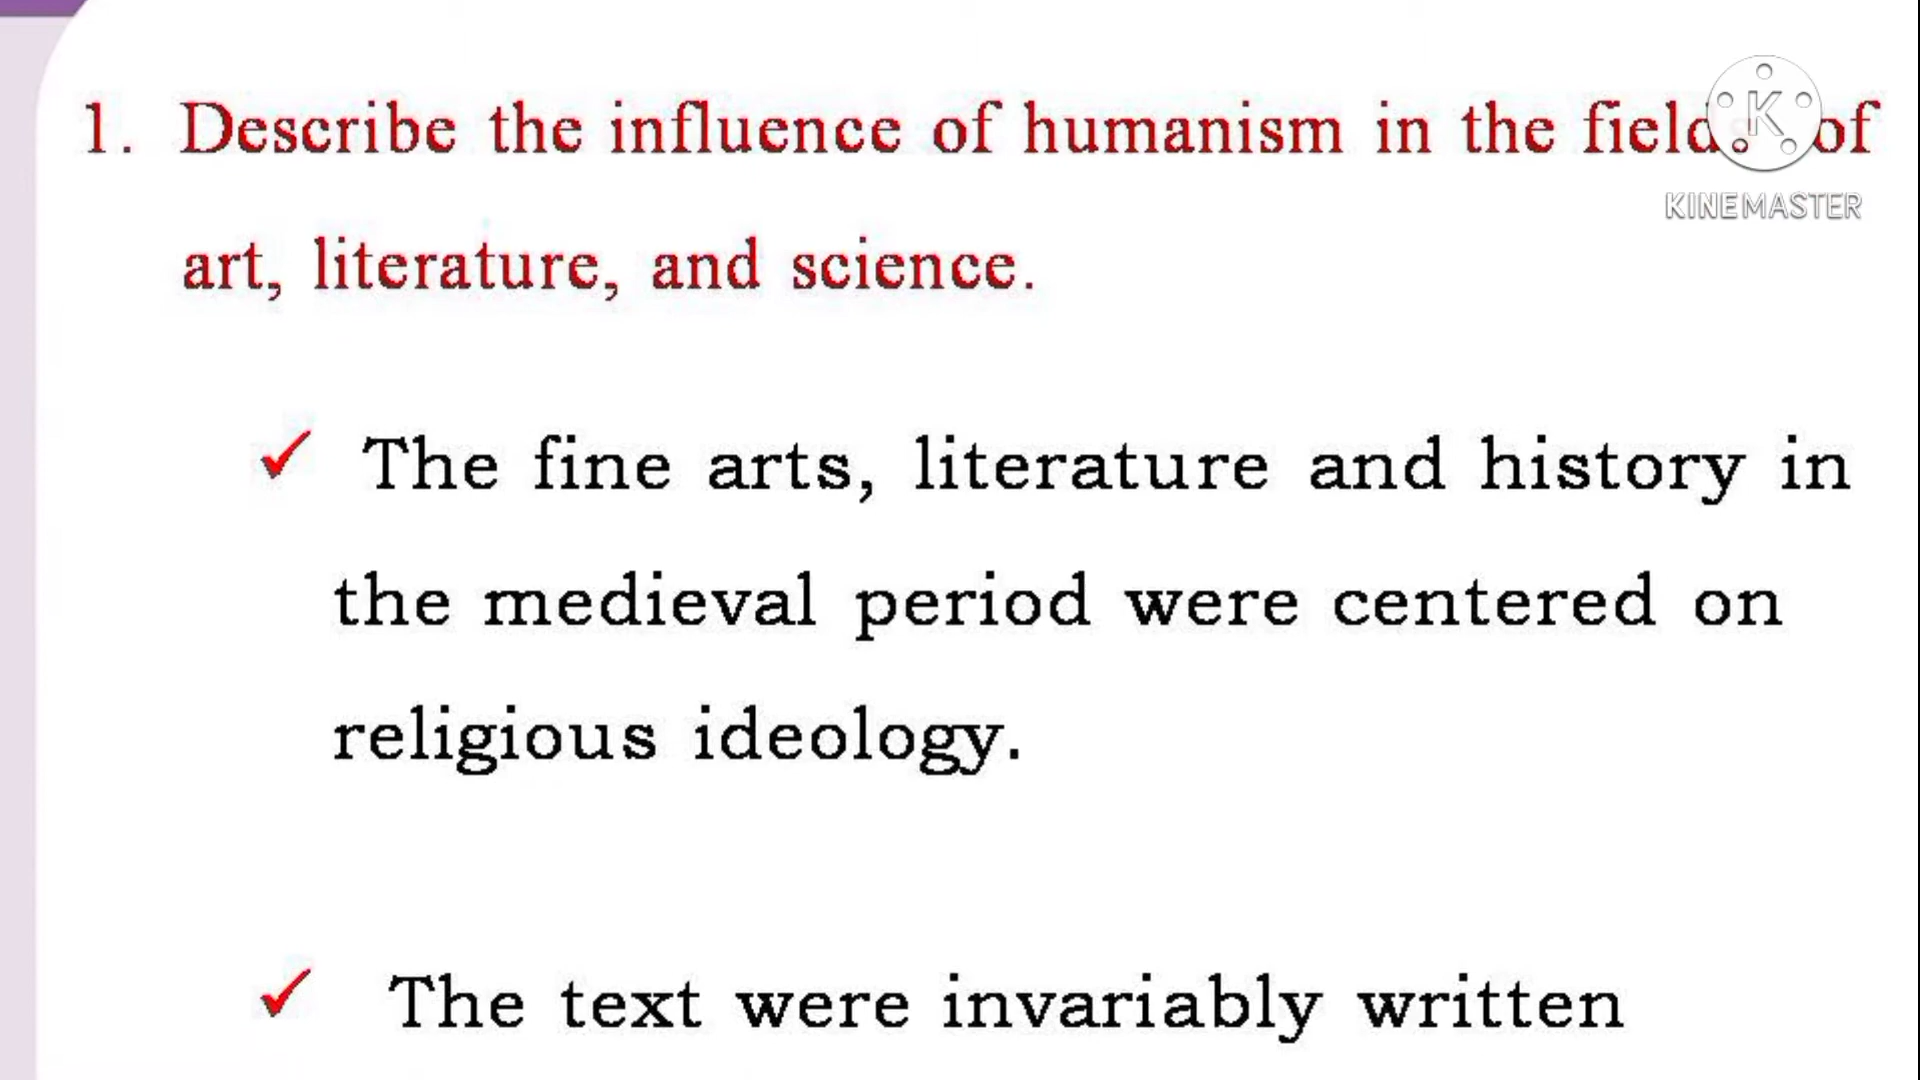 1. Describe the influence of humanism in the fields of
K
KINEMASTER
art, literature, and science.
✓ The fine arts, literature and history in
the medieval period were centered on
religious ideology.
✓ The text were invariably written